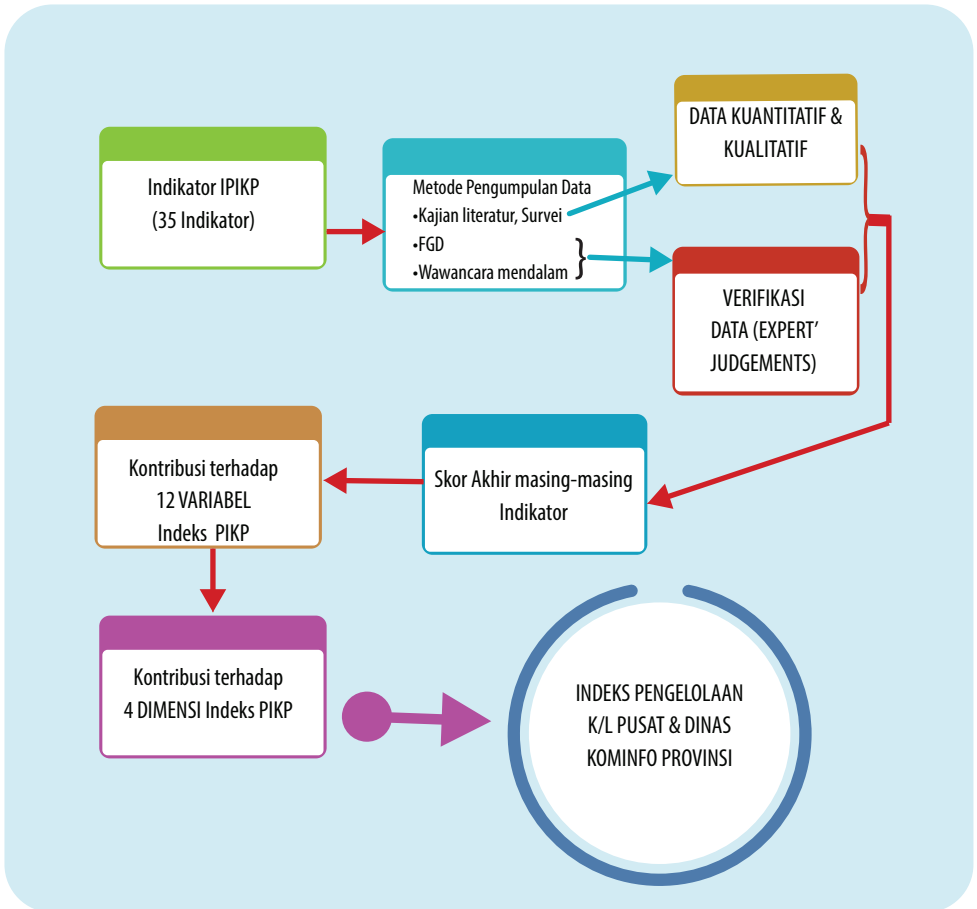 Indikator IPIKP
(35 Indikator)
Metode Pengumpulan Data
•Kajian literatur, Survei
•FGD
•Wawancara mendalam
}
DATA KUANTITATIF &
KUALITATIF
VERIFIKASI
DATA (EXPERT’
JUDGEMENTS)
Skor Akhir masing-masing
Indikator
Kontribusi terhadap
12 VARIABEL
Indeks PIKP
Kontribusi terhadap
4 DIMENSI Indeks PIKP
INDEKS PENGELOLAAN
K/L PUSAT & DINAS
KOMINFO PROVINSI